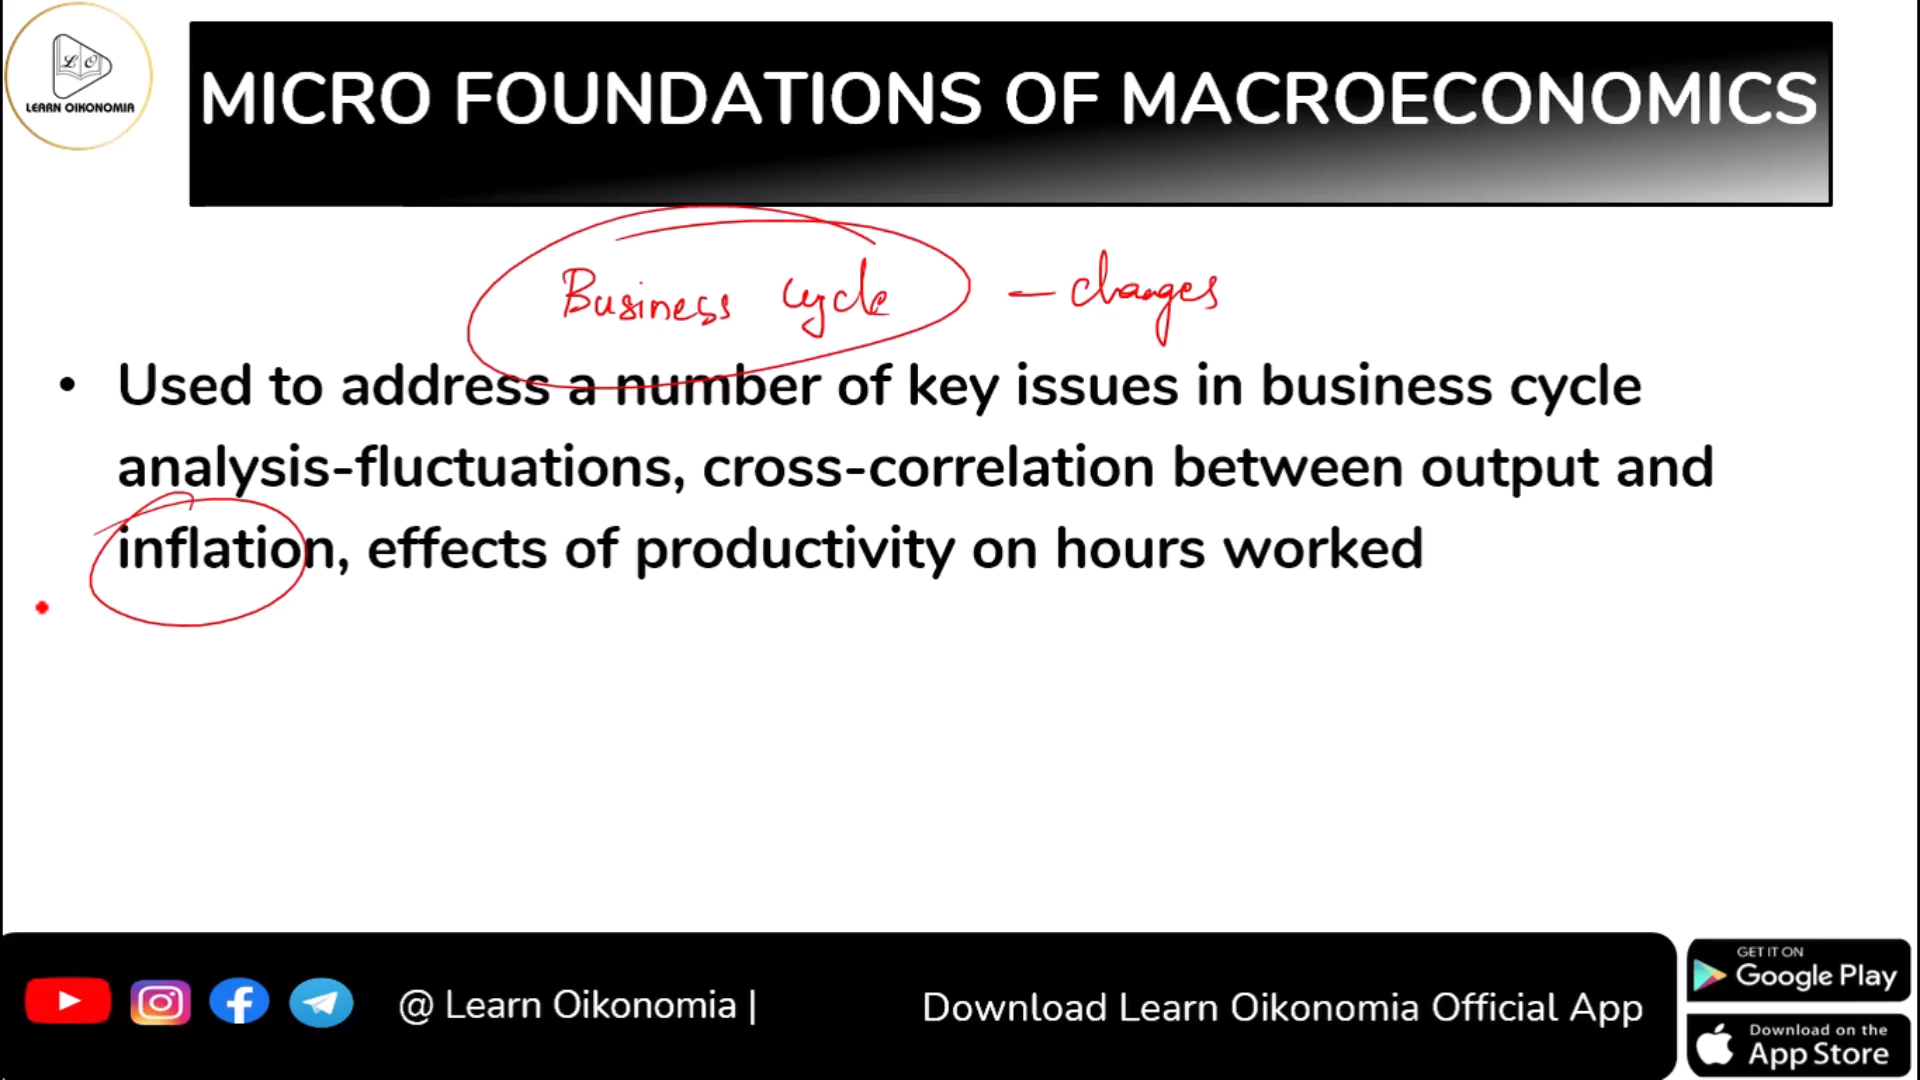 LO
LEARN OIKONOMIA
MICRO FOUNDATIONS OF MACROECONOMICS
Business cycle – changes
• Used to address a number of key issues in business cycle
analysis-fluctuations, cross-correlation between output and
inflation, effects of productivity on hours worked
@ Learn Oikonomia |
Download Learn Oikonomia Official App
GET IT ON
Google Play
Download on the
App Store